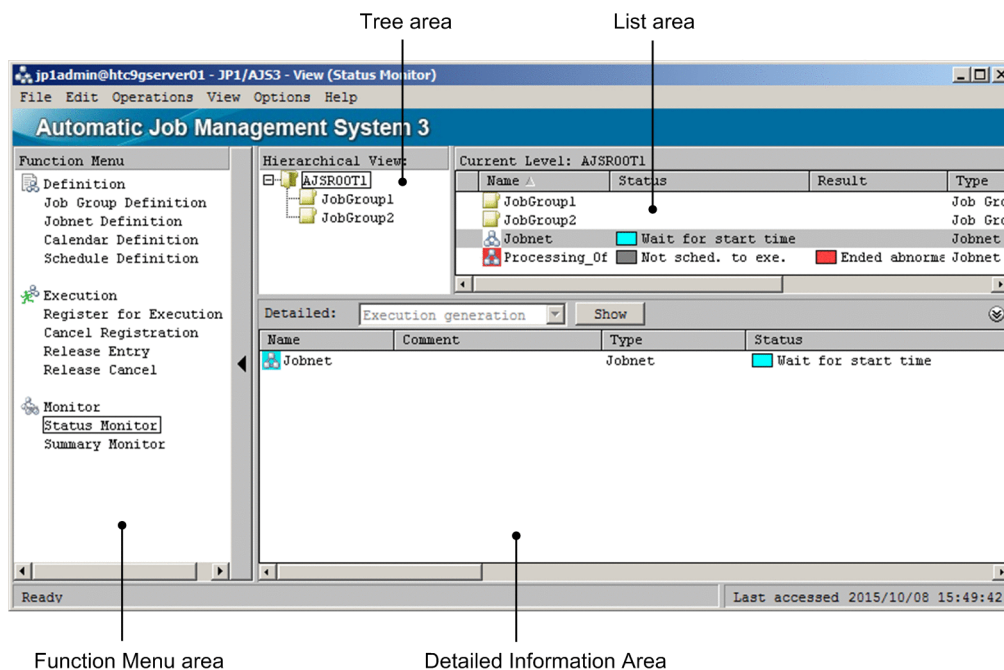 Tree area List area
jp1admin@htc9gserver01 - JP1/AJS3 - View (Status Monitor)
File Edit Operations View Options Help
Automatic Job Management System 3
Function Menu
Definition
Job Group Definition
Jobnet Definition
Calendar Definition
Schedule Definition
Execution
Register for Execution
Cancel Registration
Release Entry
Release Cancel
Monitor
Status Monitor
Summary Monitor
Hierarchical View:
AJSROOT1
JobGroup1
JobGroup2
Current Level: AJSROOT1
Name Status Result Type
JobGroup1 Job Gro
JobGroup2 Job Gro
Jobnet Wait for start time Jobnet
Processing_Of Not sched. to exe. Ended abnorma Jobnet
Detailed: Execution generation Show
Name Comment Type Status
Jobnet Jobnet Wait for start time
Ready Last accessed 2015/10/08 15:49:42
Function Menu area Detailed Information Area